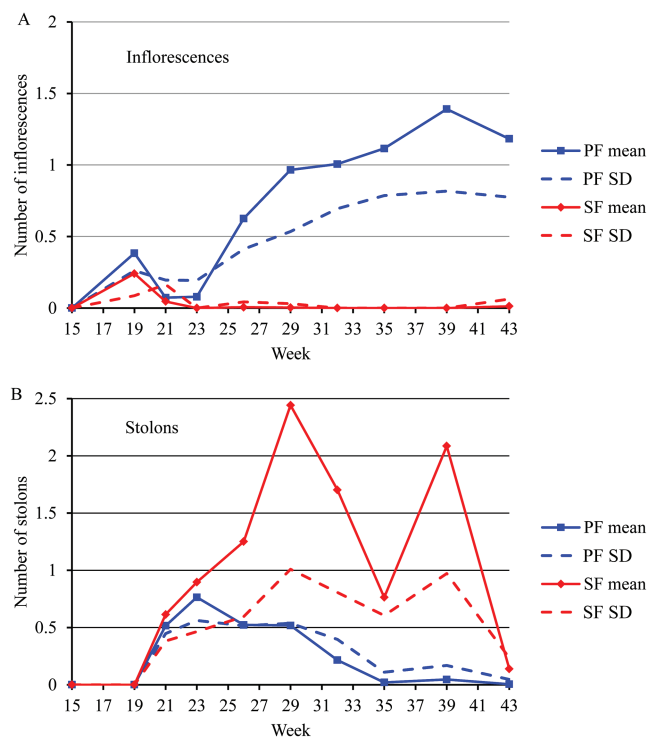 A
Inflorescences
Number of inflorescences
2
1.5
1
0.5
0
15 17 19 21 23 25 27 29 31 33 35 37 39 41 43
Week
PF mean
PF SD
SF mean
SF SD
B
Stolons
Number of stolons
2.5
2
1.5
1
0.5
0
15 17 19 21 23 25 27 29 31 33 35 37 39 41 43
Week
PF mean
PF SD
SF mean
SF SD